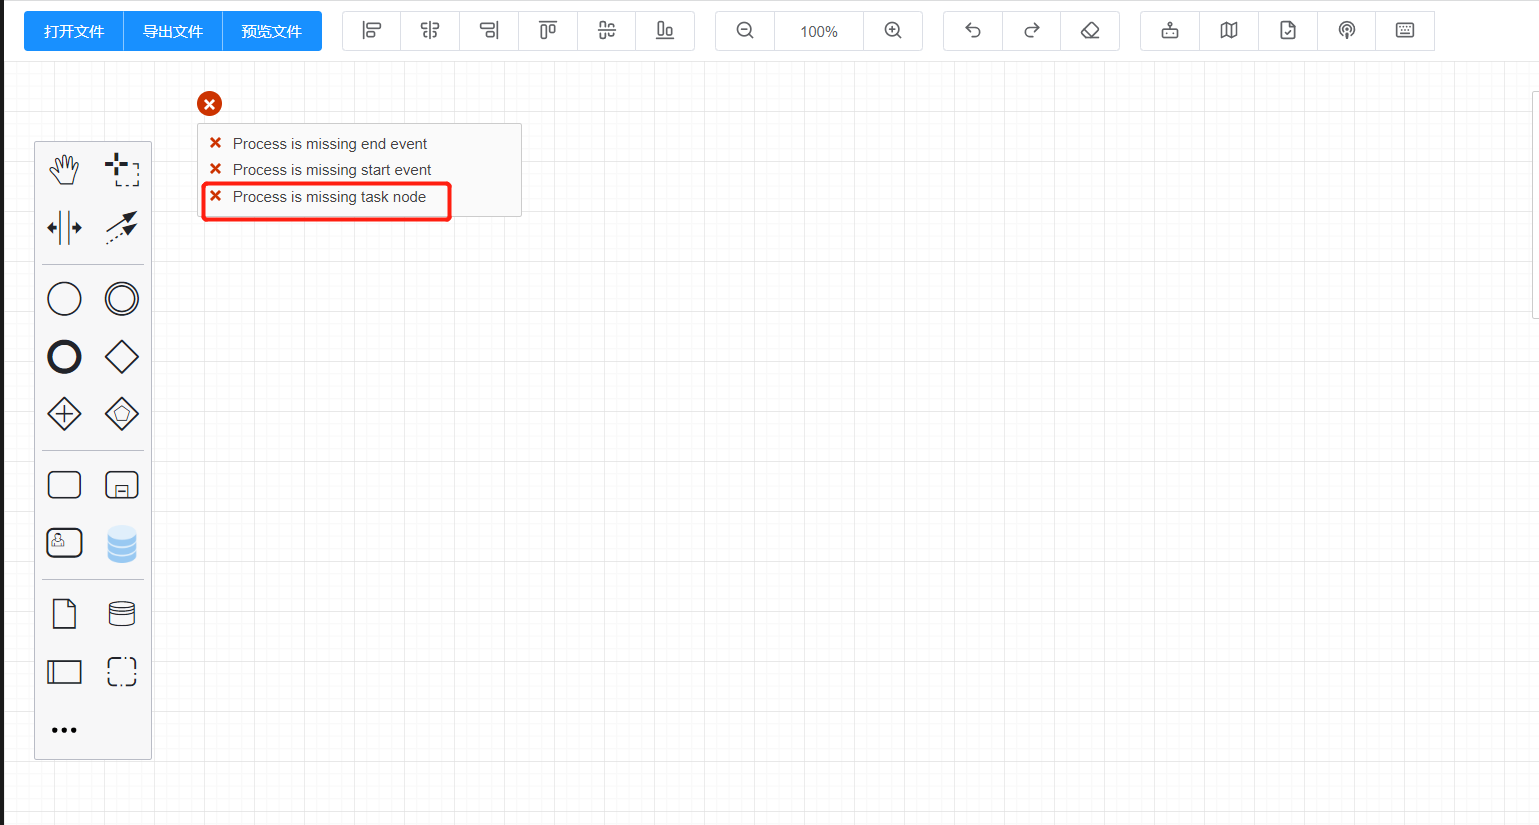 打开文件 导出文件 预览文件 100%
Process is missing end event
Process is missing start event
Process is missing task node